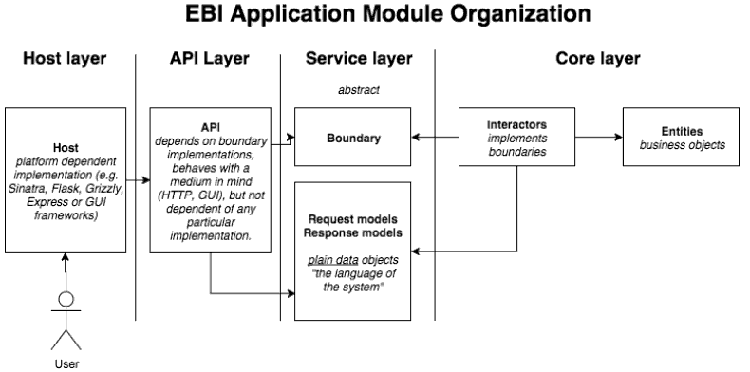 EBI Application Module Organization
Host layer
API Layer
Service layer
Core layer
abstract
Host
platform dependent
implementation (e.g.
Sinatra, Flask, Grizzly,
Express or GUI
frameworks)
API
depends on boundary
implementations,
behaves with a
medium in mind
(HTTP, GUI), but not
dependent of any
particular
implementation.
Boundary
Interactors
implements
boundaries
Entities
business objects
Request models
Response models
plain data objects
"the language of
the system"
User